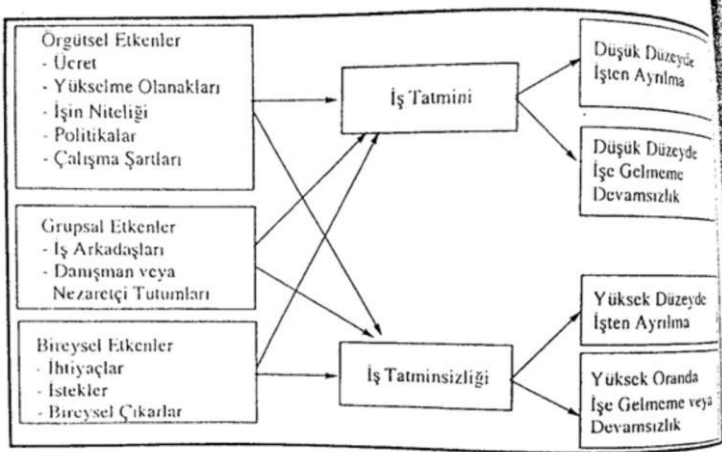 Örgütsel Etkenler
- Ücret
- Yükselme Olanakları
- İşin Niteliği
- Politikalar
- Çalışma Şartları
Grupsal Etkenler
- İş Arkadaşları
- Danışman veya
Nezaretçi Tutumları
Bireysel Etkenler
- İhtiyaçlar
- İstekler
- Bireysel Çıkarlar
İş Tatmini
İş Tatminsizliği
Düşük Düzeyde
İşten Ayrılma
Düşük Düzeyde
İşe Gelmeme
Devamsızlık
Yüksek Düzeyde
İşten Ayrılma
Yüksek Oranda
İşe Gelmeme veya
Devamsızlık